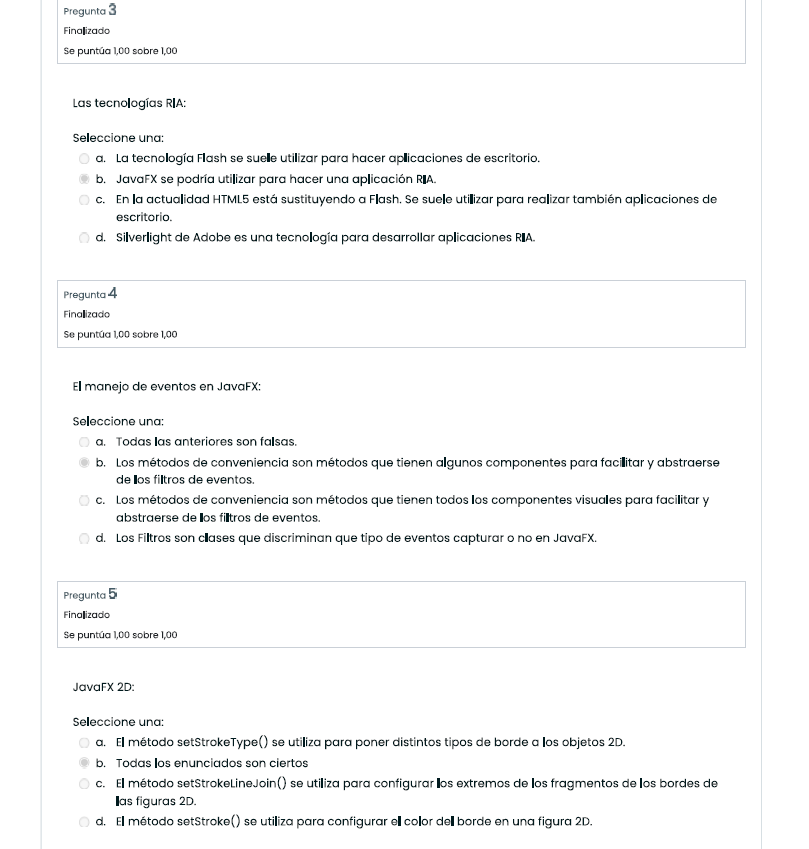 Pregunta 3
Finalizado
Se puntúa 1,00 sobre 1,00
Las tecnologías RIA:
Seleccione una:
a. La tecnología Flash se suele utilizar para hacer aplicaciones de escritorio.
b. JavaFX se podría utilizar para hacer una aplicación RIA.
c. En la actualidad HTML5 está sustituyendo a Flash. Se suele utilizar para realizar también aplicaciones de
escritorio.
d. Silverlight de Adobe es una tecnología para desarrollar aplicaciones RIA.
Pregunta 4
Finalizado
Se puntúa 1,00 sobre 1,00
El manejo de eventos en JavaFX:
Seleccione una:
a. Todas las anteriores son falsas.
b. Los métodos de conveniencia son métodos que tienen algunos componentes para facilitar y abstraerse
de los filtros de eventos.
c. Los métodos de conveniencia son métodos que tienen todos los componentes visuales para facilitar y
abstraerse de los filtros de eventos.
d. Los Filtros son clases que discriminan que tipo de eventos capturar o no en JavaFX.
Pregunta 5
Finalizado
Se puntúa 1,00 sobre 1,00
JavaFX 2D:
Seleccione una:
a. El método setStrokeType() se utiliza para poner distintos tipos de borde a los objetos 2D.
b. Todas los enunciados son ciertos
c. El método setStrokeLineJoin() se utiliza para configurar los extremos de los fragmentos de los bordes de
las figuras 2D.
d. El método setStroke() se utiliza para configurar el color del borde en una figura 2D.